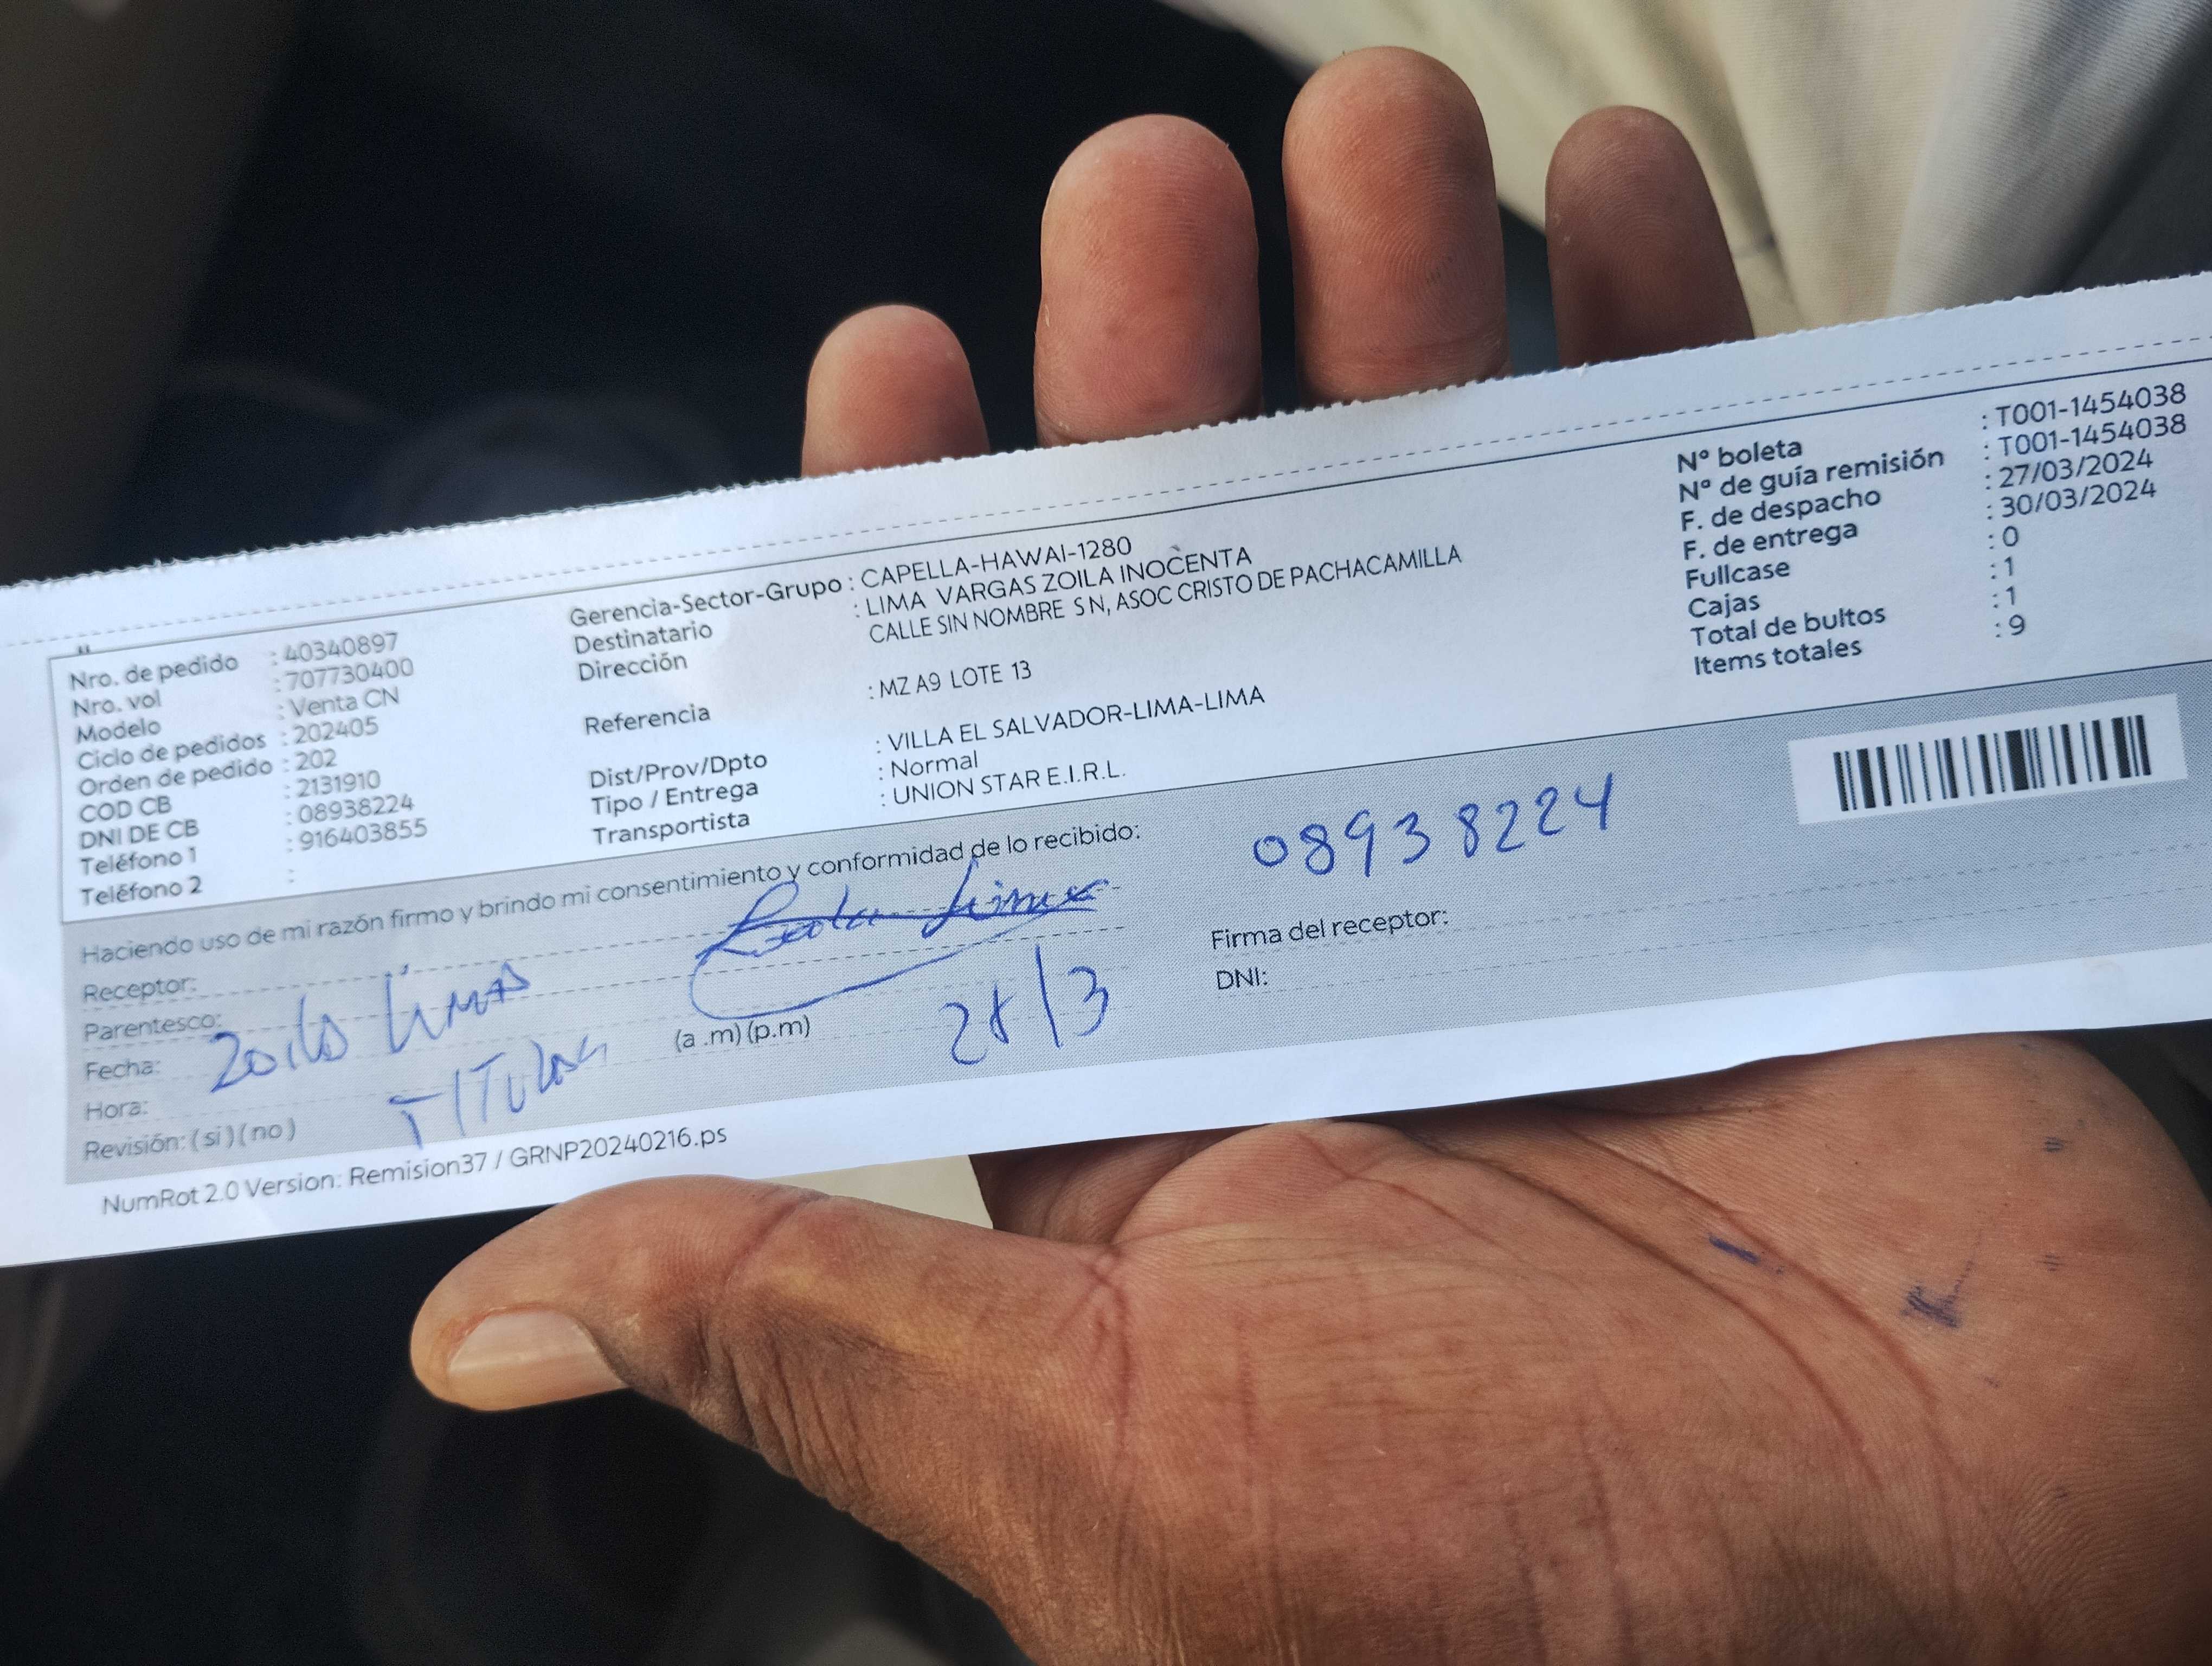 Nro. de pedido : 40340897
Nro. vol : 707730400
Modelo : Venta CN
Ciclo de pedidos : 202405
Orden de pedido : 202
COD CB : 2131910
DNI DE CB : 08938224
Teléfono 1 : 916403855
Teléfono 2 :
Gerencia-Sector-Grupo : CAPELLA-HAWAI-1280
Destinatario : LIMA VARGAS ZOILA INOCENTA
Dirección CALLE SIN NOMBRE S N, ASOC CRISTO DE PACHACAMILLA
Referencia : MZ A9 LOTE 13
Dist/Prov/Dpto : VILLA EL SALVADOR-LIMA-LIMA
Tipo / Entrega : Normal
Transportista : UNION STAR E.I.R.L.
Nº boleta : T001-1454038
Nº de guía remisión : T001-1454038
F. de despacho : 27/03/2024
F. de entrega : 30/03/2024
Fullcase : 0
Cajas : 1
Total de bultos : 1
Items totales : 9
Haciendo uso de mi razón firmo y brindo mi consentimiento y conformidad de lo recibido:
08938224
Receptor:
Parentesco:
Fecha:
Hora:
(a .m) (p.m)
28/3
Revisión: ( si ) ( no )
TITULAR
Firma del receptor:
DNI:
NumRot 2.0 Version: Remision37 / GRNP20240216.ps